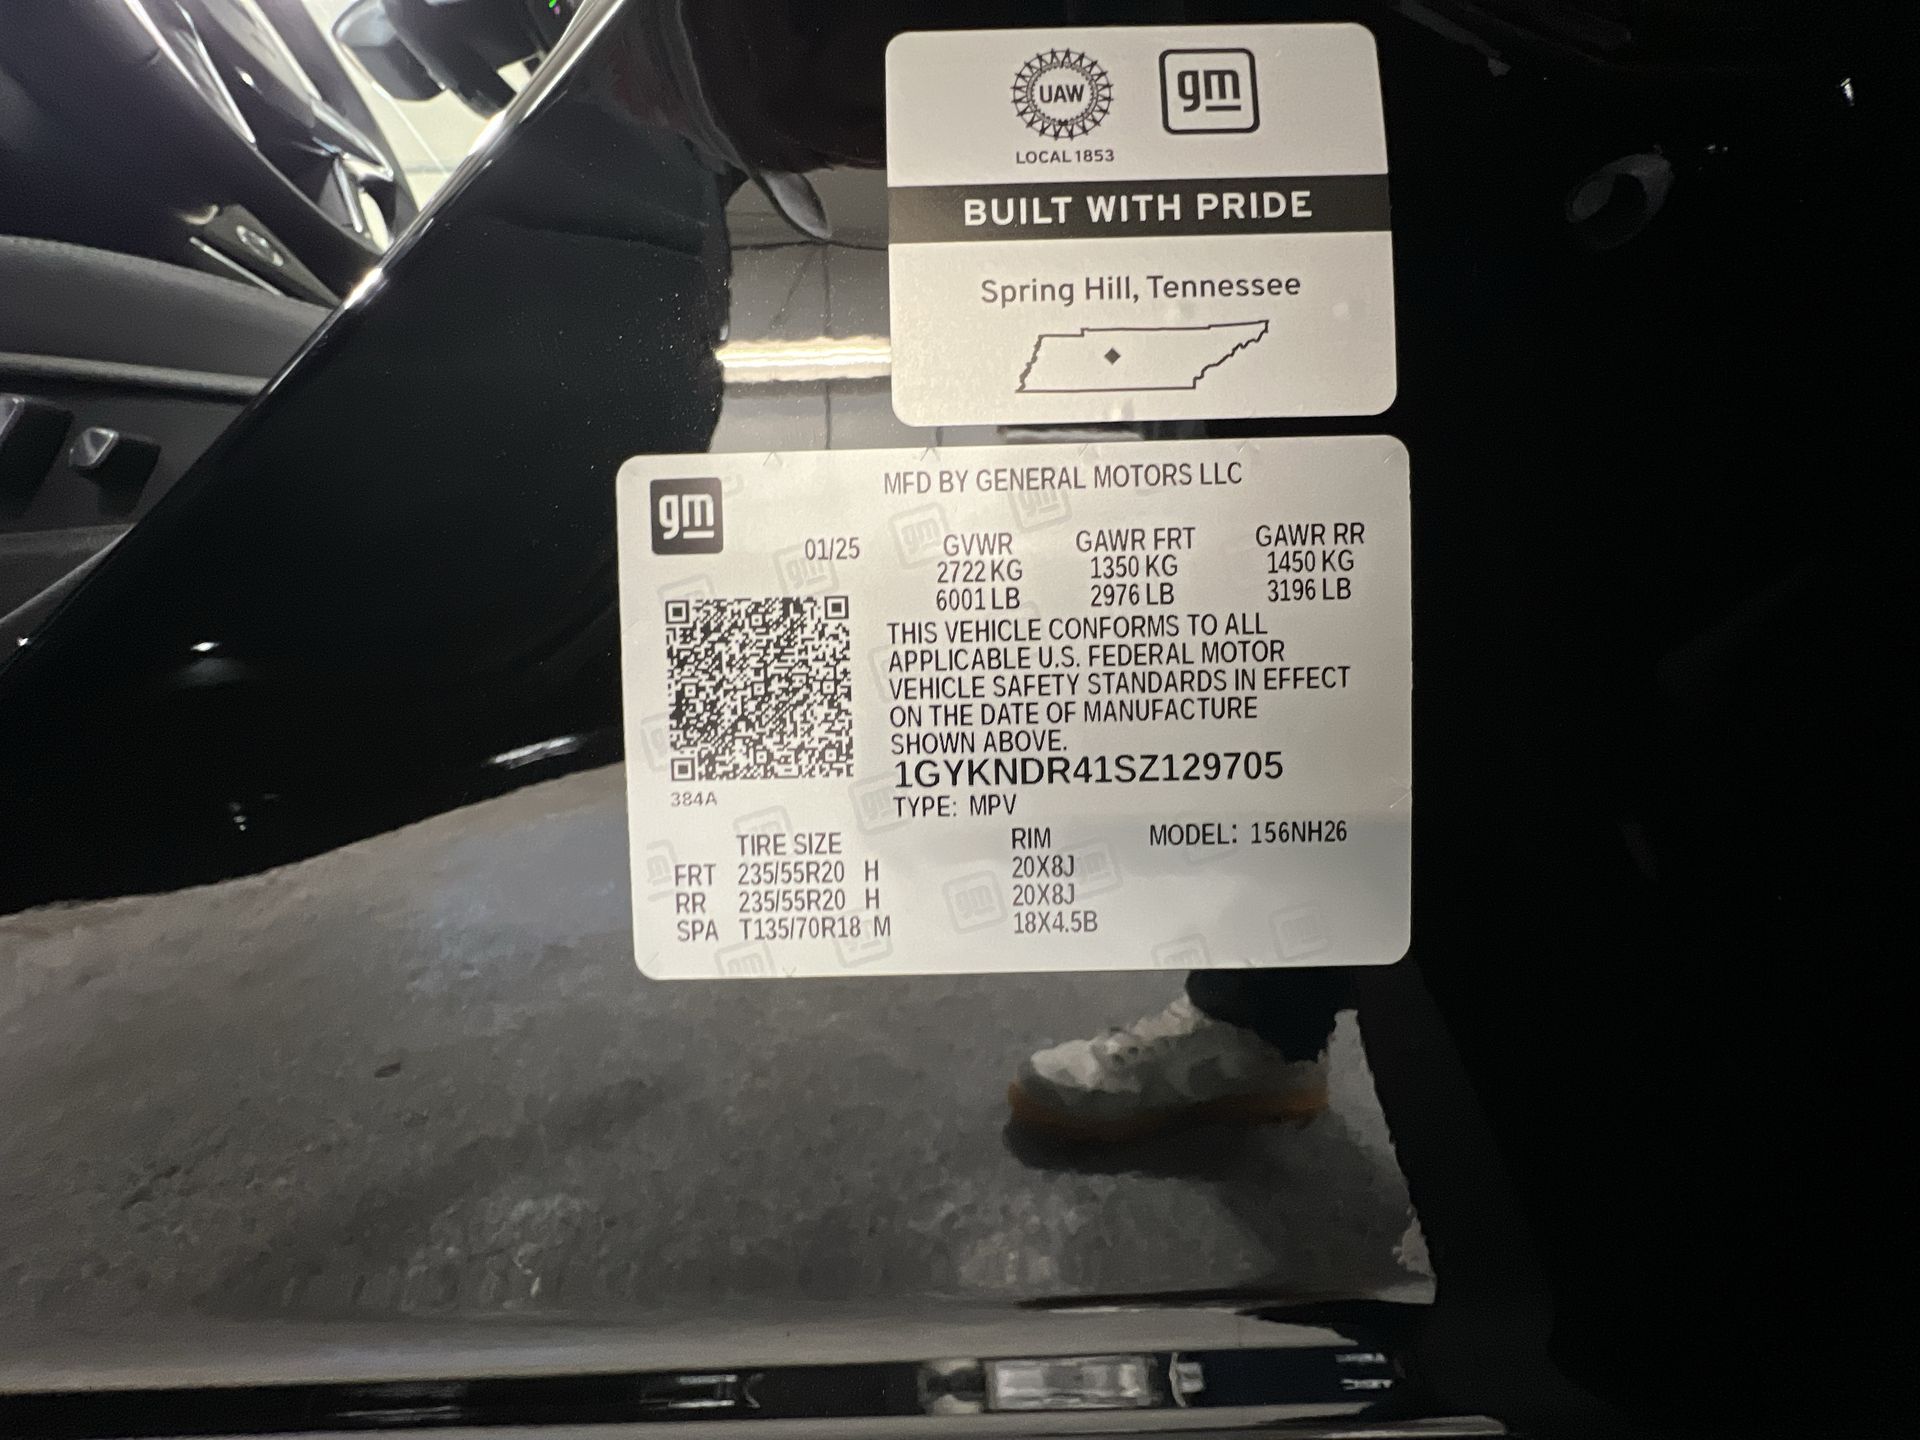 UAW
gm
LOCAL 1853
BUILT WITH PRIDE
Spring Hill, Tennessee
gm
MFD BY GENERAL MOTORS LLC
01/25
GVWR GAWR FRT GAWR RR
2722 KG 1350 KG 1450 KG
6001 LB 2976 LB 3196 LB
THIS VEHICLE CONFORMS TO ALL
APPLICABLE U.S. FEDERAL MOTOR
VEHICLE SAFETY STANDARDS IN EFFECT
ON THE DATE OF MANUFACTURE
SHOWN ABOVE.
1GYKNDR41SZ129705
384A
TYPE: MPV
TIRE SIZE RIM MODEL: 156NH26
FRT 235/55R20 H 20X8J
RR 235/55R20 H 20X8J
SPA T135/70R18 M 18X4.5B